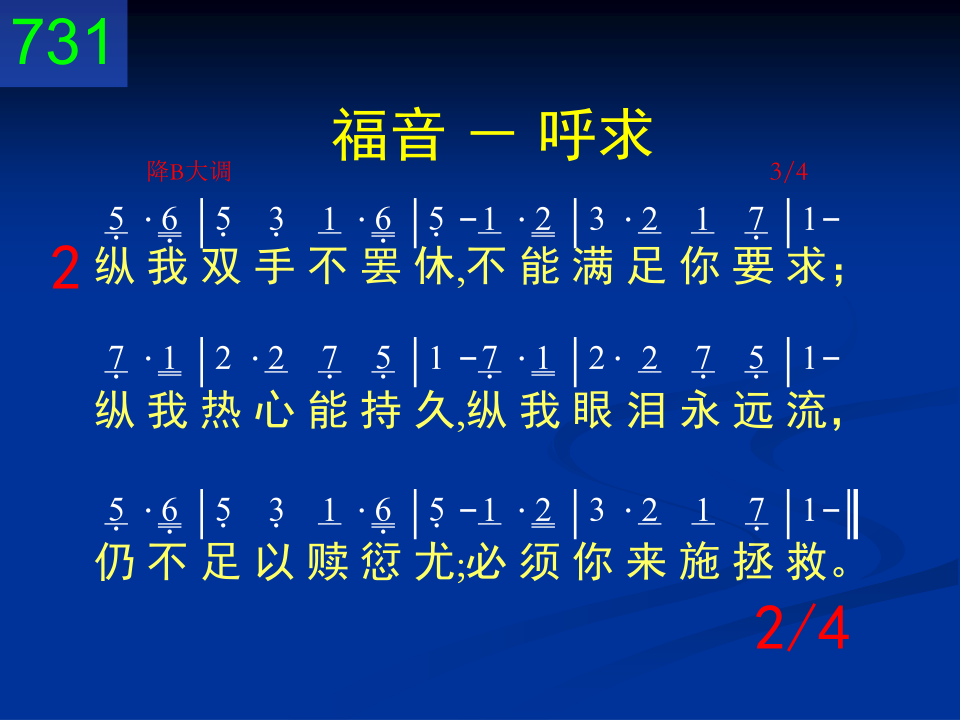 731
福音 － 呼求
降B大调 3/4
5 · 6 | 5 3 1 · 6 | 5 - 1 · 2 | 3 · 2 1 7 | 1 -
2 纵我双手不罢休,不能满足你要求；
7 · 1 | 2 · 2 7 5 | 1 - 7 · 1 | 2 · 2 7 5 | 1 -
纵我热心能持久,纵我眼泪永远流，
5 · 6 | 5 3 1 · 6 | 5 - 1 · 2 | 3 · 2 1 7 | 1 - ‖
仍不足以赎愆尤;必须你来施拯救。
2/4